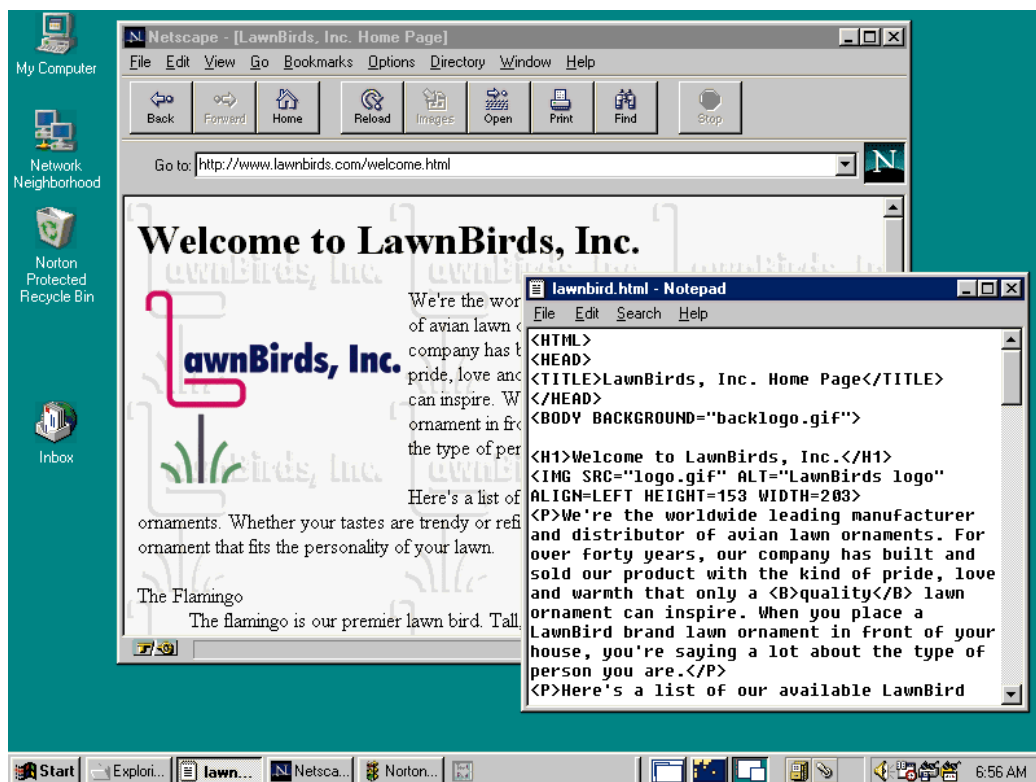 My Computer
Network
Neighborhood
Norton
Protected
Recycle Bin
Inbox
Netscape - [LawnBirds, Inc. Home Page]
File Edit View Go Bookmarks Options Directory Window Help
Back Forward Home Reload Images Open Print Find Stop
Go to: http://www.lawnbirds.com/welcome.html
N
Welcome to LawnBirds, Inc.
awnBirds, Inc.
We're the wor
of avian lawn
company has b
pride, love and
can inspire. W
ornament in fro
the type of per
Here's a list of
ornaments. Whether your tastes are trendy or refi
ornament that fits the personality of your lawn.
The Flamingo
The flamingo is our premier lawn bird. Tall,
lawnbird.html - Notepad
File Edit Search Help
<HTML>
<HEAD>
<TITLE>LawnBirds, Inc. Home Page</TITLE>
</HEAD>
<BODY BACKGROUND="backlogo.gif">
<H1>Welcome to LawnBirds, Inc.</H1>
<IMG SRC="logo.gif" ALT="LawnBirds logo"
ALIGN=LEFT HEIGHT=153 WIDTH=203>
<P>We're the worldwide leading manufacturer
and distributor of avian lawn ornaments. For
over forty years, our company has built and
sold our product with the kind of pride, love
and warmth that only a <B>quality</B> lawn
ornament can inspire. When you place a
LawnBird brand lawn ornament in front of your
house, you're saying a lot about the type of
person you are.</P>
<P>Here's a list of our available LawnBird
Start Explori... lawn... Netsca... Norton... 6:56 AM